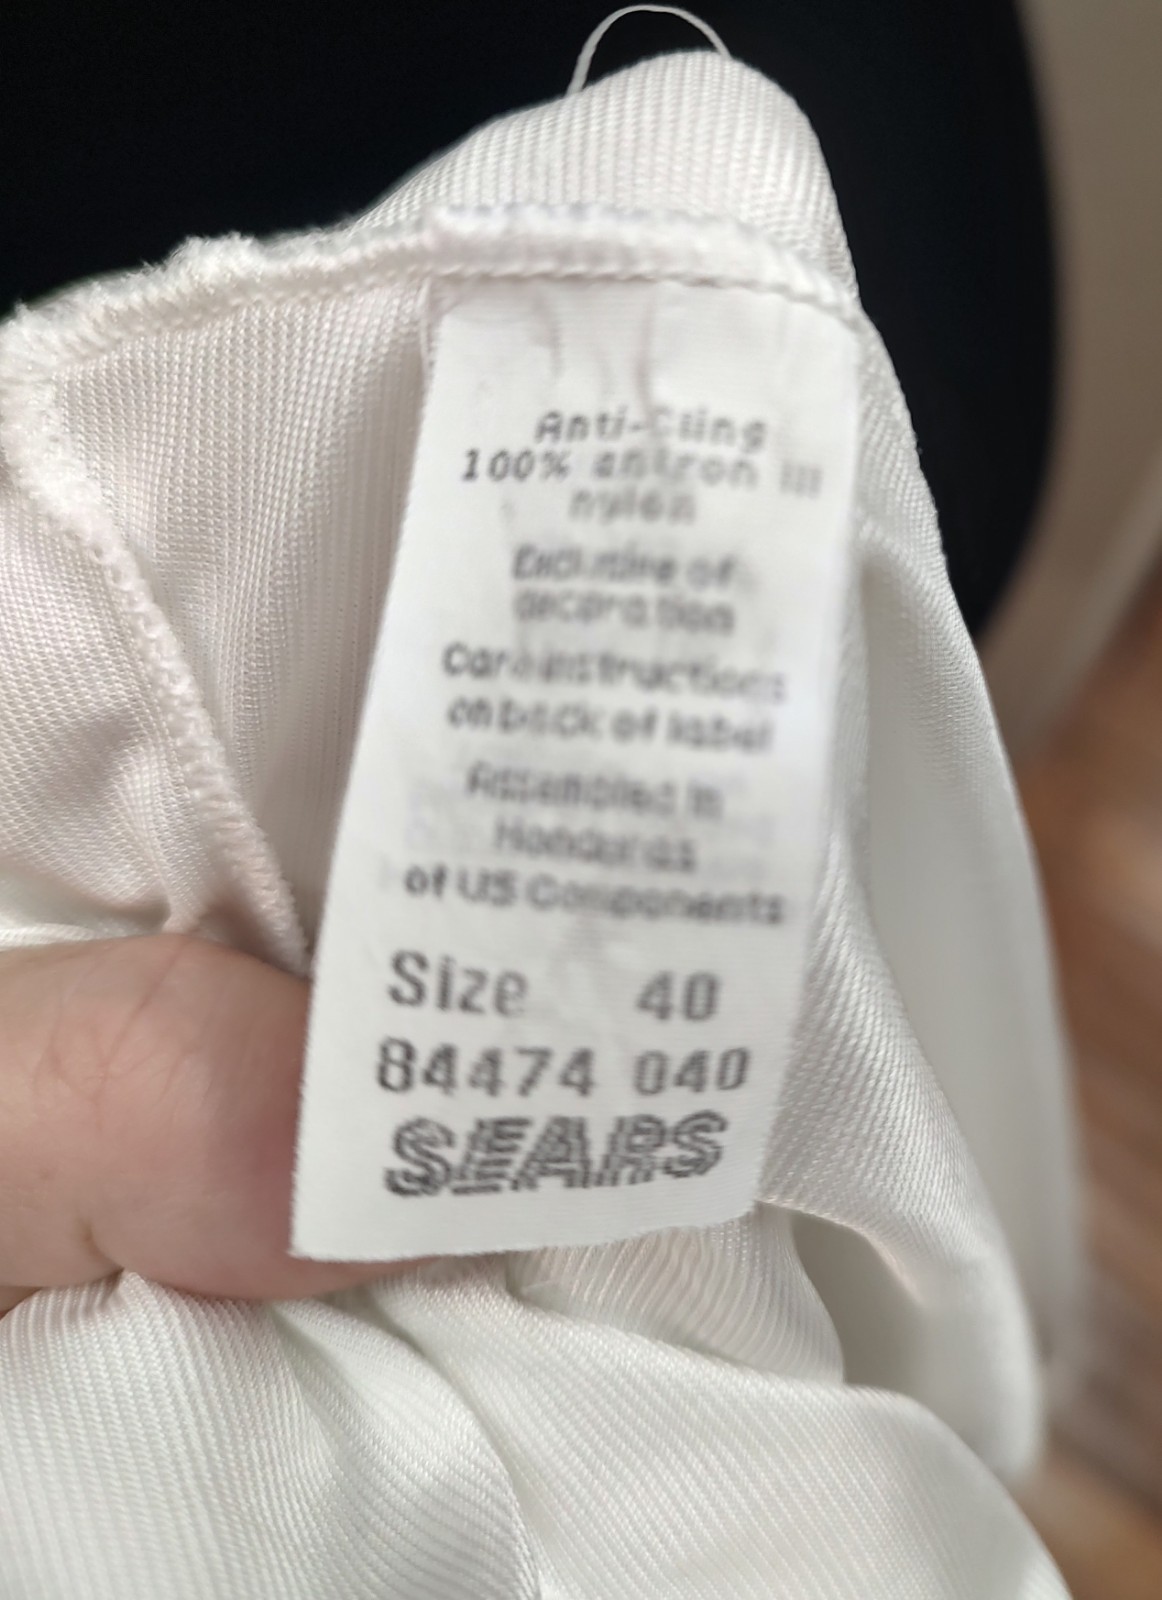 Anti-Cling
100% antron III
nylon
Exclusive of
decoration
Care instructions
on back of label
Assembled in
Honduras
of US Components
Size 40
84474 040
SEARS